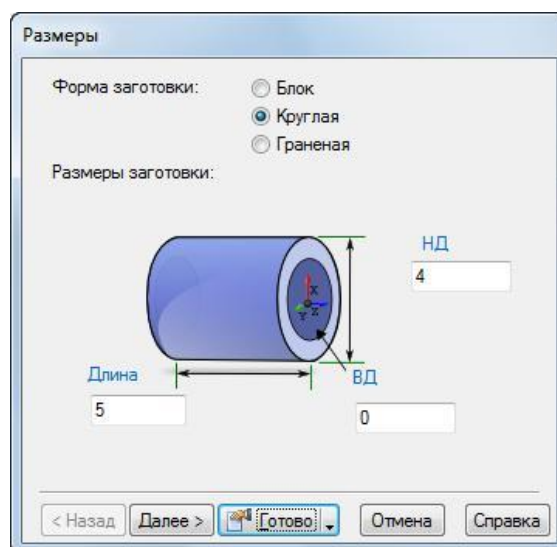 Размеры
Форма заготовки:
Блок
Круглая
Граненая
Размеры заготовки:
НД
4
X
Y Z
Длина
ВД
5
0
< Назад Далее > Готово Отмена Справка